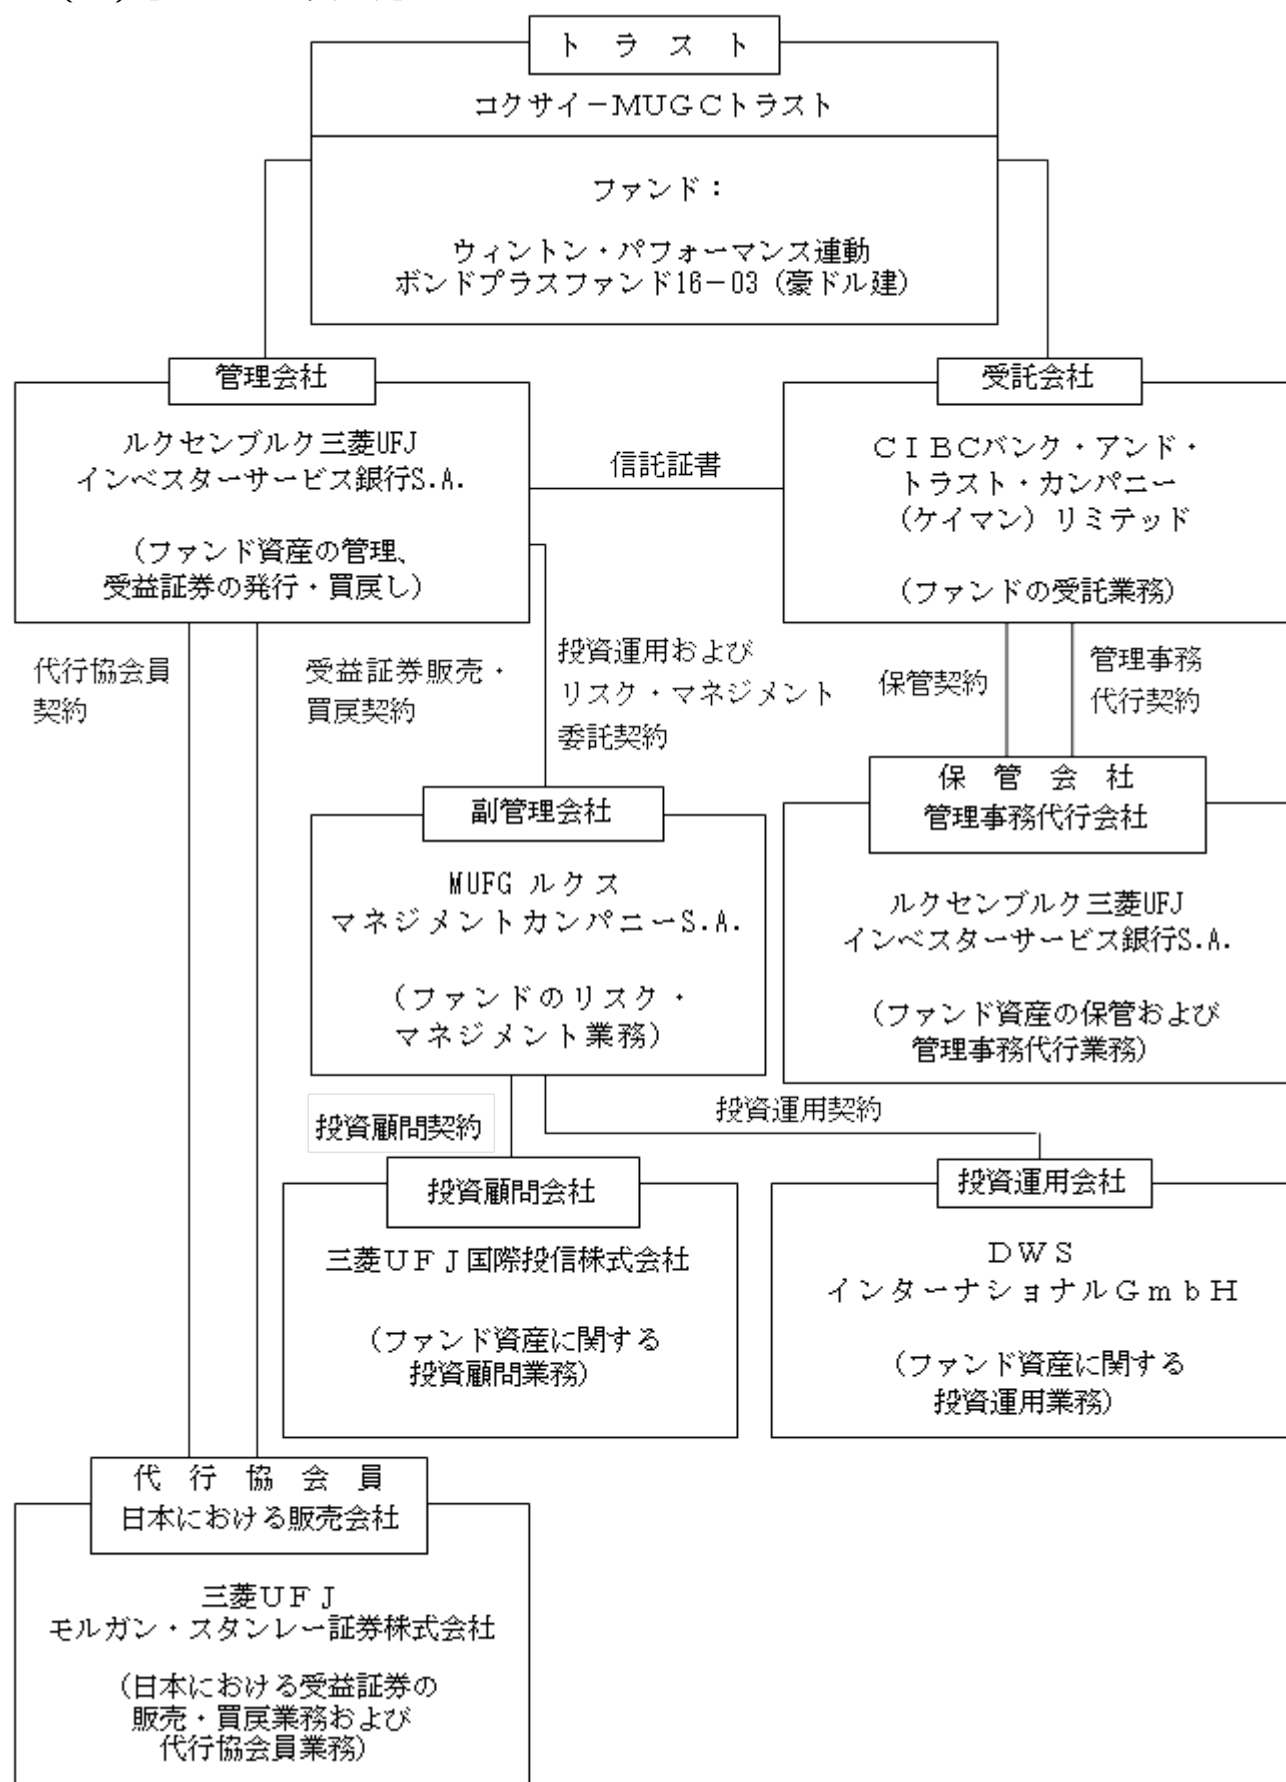 ト ラ ス ト
コクサイ－MUGCトラスト
ファンド：
ウィントン・パフォーマンス連動
ボンドプラスファンド16－03（豪ドル建）
管理会社
ルクセンブルク三菱UFJ
インベスターサービス銀行S.A.
（ファンド資産の管理、
受益証券の発行・買戻し）
信託証書
受託会社
ＣＩＢＣバンク・アンド・
トラスト・カンパニー
（ケイマン）リミテッド
（ファンドの受託業務）
代行協会員
契約
受益証券販売・
買戻契約
投資運用および
リスク・マネジメント
委託契約
保管契約
管理事務
代行契約
副管理会社
MUFG ルクス
マネジメントカンパニーS.A.
（ファンドのリスク・
マネジメント業務）
保 管 会 社
管理事務代行会社
ルクセンブルク三菱UFJ
インベスターサービス銀行S.A.
（ファンド資産の保管および
管理事務代行業務）
投資顧問契約
投資運用契約
投資顧問会社
三菱ＵＦＪ国際投信株式会社
（ファンド資産に関する
投資顧問業務）
投資運用会社
ＤＷＳ
インターナショナルＧｍｂＨ
（ファンド資産に関する
投資運用業務）
代 行 協 会 員
日本における販売会社
三菱ＵＦＪ
モルガン・スタンレー証券株式会社
（日本における受益証券の
販売・買戻業務および
代行協会員業務）